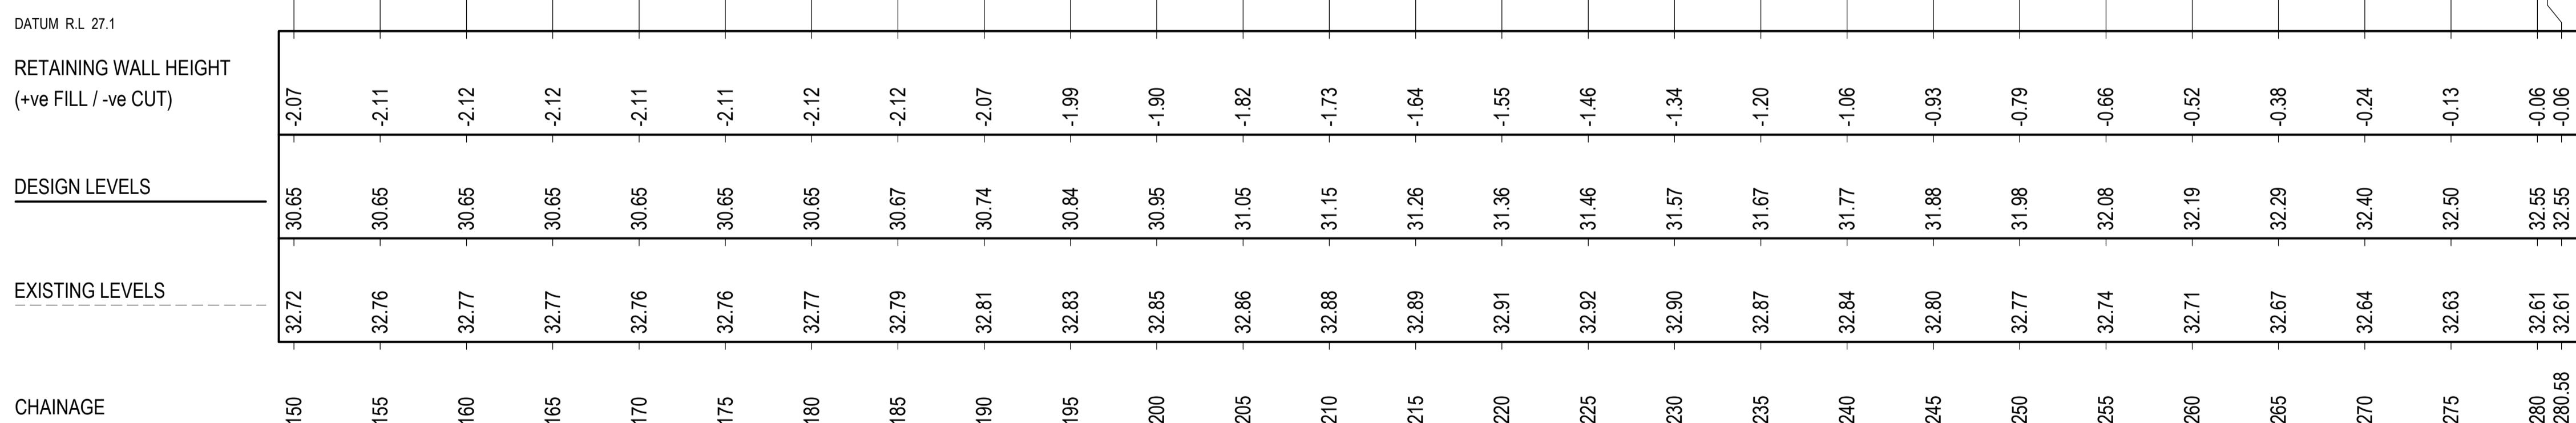 DATUM R.L 27.1
RETAINING WALL HEIGHT
(+ve FILL / -ve CUT)
-2.07 -2.11 -2.12 -2.12 -2.11 -2.11 -2.12 -2.12 -2.07 -1.99 -1.90 -1.82 -1.73 -1.64 -1.55 -1.46 -1.34 -1.20 -1.06 -0.93 -0.79 -0.66 -0.52 -0.38 -0.24 -0.13 -0.06 -0.06
DESIGN LEVELS 30.65 30.65 30.65 30.65 30.65 30.65 30.65 30.67 30.74 30.84 30.95 31.05 31.15 31.26 31.36 31.46 31.57 31.67 31.77 31.88 31.98 32.08 32.19 32.29 32.40 32.50 32.55 32.55
EXISTING LEVELS 32.72 32.76 32.77 32.77 32.76 32.76 32.77 32.79 32.81 32.83 32.85 32.86 32.88 32.89 32.91 32.92 32.90 32.87 32.84 32.80 32.77 32.74 32.71 32.67 32.64 32.63 32.61 32.61
CHAINAGE 150 155 160 165 170 175 180 185 190 195 200 205 210 215 220 225 230 235 240 245 250 255 260 265 270 275 280 280.58